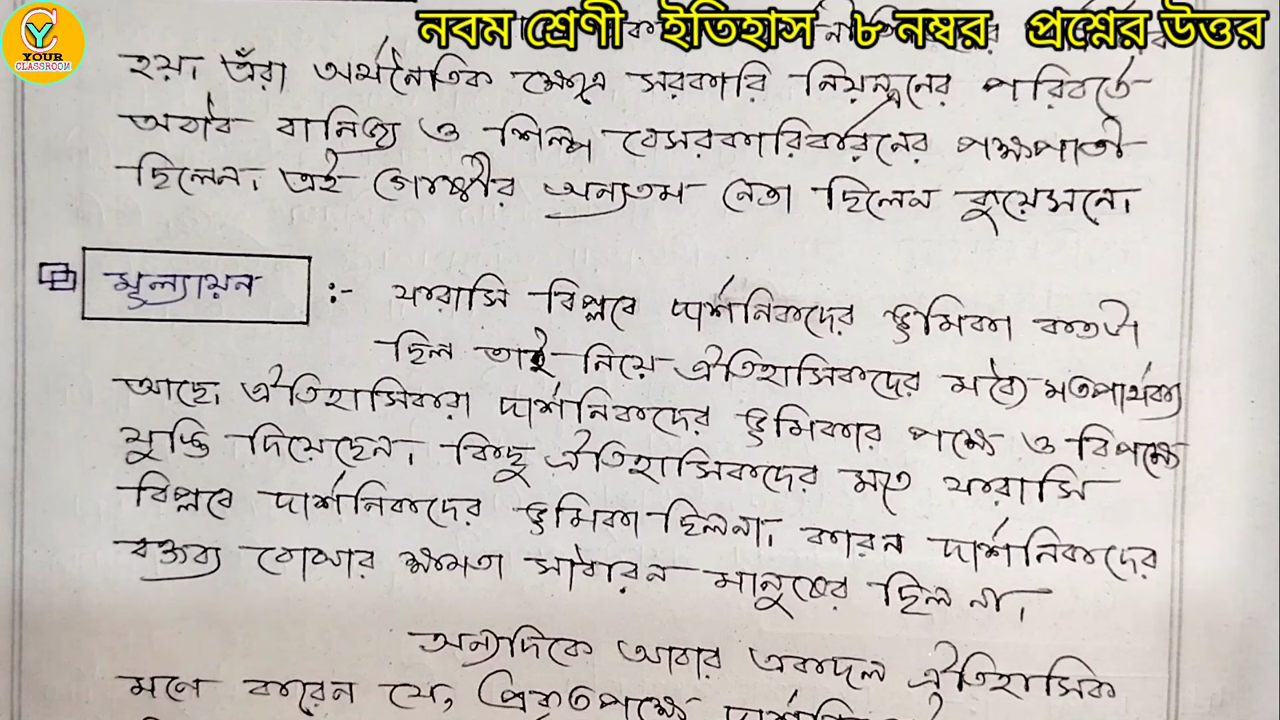 YOUR
CLASSROOM
নবম শ্রেণী ইতিহাস ৮ নম্বর প্রশ্নের উত্তর
হয়। এঁরা অর্থনৈতিক ক্ষেত্রে সরকারি নিয়ন্ত্রনের পরিবর্তে
অবাধ বানিজ্য ও শিল্প বেসরকারিকরনের পক্ষপাতী
ছিলেন। এই গোষ্ঠীর অন্যতম নেতা ছিলেন কুয়েসনে।
মূল্যায়ন :- ফরাসি বিপ্লবে দার্শনিকদের ভূমিকা কতটা
ছিল তাই নিয়ে ঐতিহাসিকদের মধ্যে মতপার্থক্য
আছে। ঐতিহাসিকরা দার্শনিকদের ভূমিকার পক্ষে ও বিপক্ষে
যুক্তি দিয়েছেন। কিছু ঐতিহাসিকদের মতে ফরাসি
বিপ্লবে দার্শনিকদের ভূমিকা ছিলনা। কারন দার্শনিকদের
বক্তব্য বোঝার ক্ষমতা সাধারন মানুষের ছিল না।
অন্যদিকে আবার একদল ঐতিহাসিক
মনে করেন যে, প্রকৃতপক্ষে